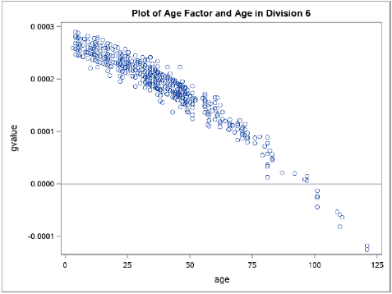 Plot of Age Factor and Age in Division 6
0.0003
0.0002
0.0001
0.0000
-0.0001
gvalue
0 25 50 75 100 125
age